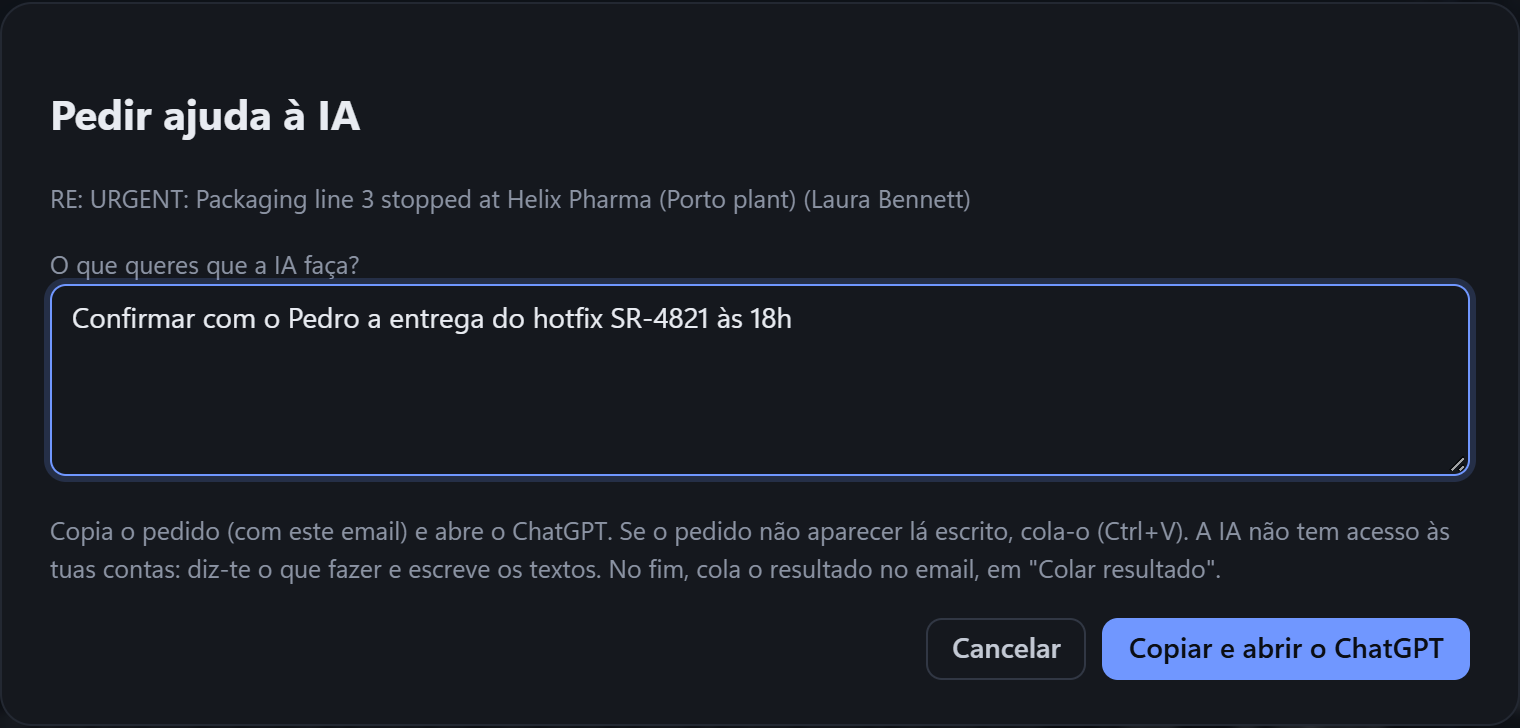 Pedir ajuda à IA
RE: URGENT: Packaging line 3 stopped at Helix Pharma (Porto plant) (Laura Bennett)
O que queres que a IA faça?
Confirmar com o Pedro a entrega do hotfix SR-4821 às 18h
Copia o pedido (com este email) e abre o ChatGPT. Se o pedido não aparecer lá escrito, cola-o (Ctrl+V). A IA não tem acesso às
tuas contas: diz-te o que fazer e escreve os textos. No fim, cola o resultado no email, em "Colar resultado".
Cancelar
Copiar e abrir o ChatGPT